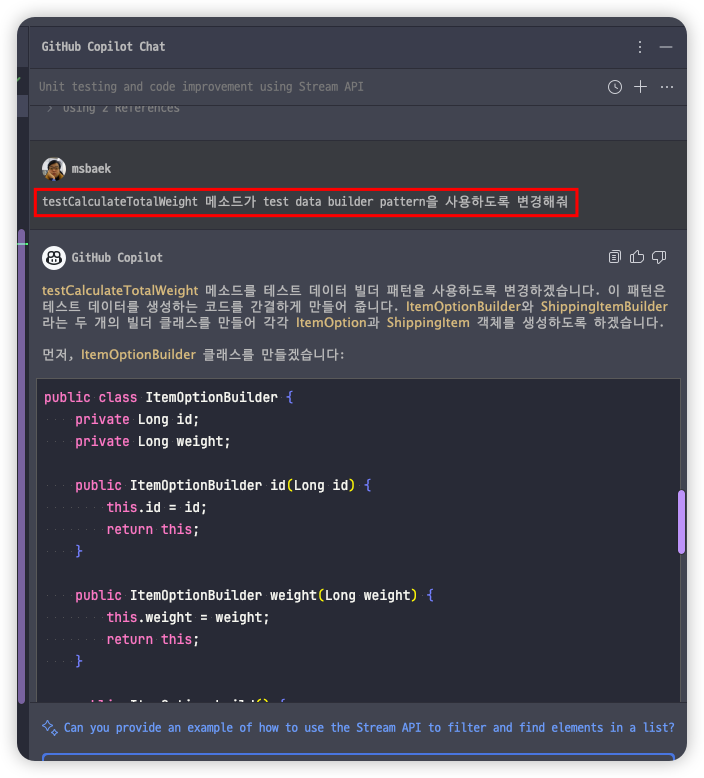 GitHub Copilot Chat
Unit testing and code improvement using Stream API
Using 2 References
msbaek
testCalculateTotalWeight 메소드가 test data builder pattern을 사용하도록 변경해줘
GitHub Copilot
testCalculateTotalWeight 메소드를 테스트 데이터 빌더 패턴을 사용하도록 변경하겠습니다. 이 패턴은
테스트 데이터를 생성하는 코드를 간결하게 만들어 줍니다. ItemOptionBuilder와 ShippingItemBuilder
라는 두 개의 빌더 클래스를 만들어 각각 ItemOption과 ShippingItem 객체를 생성하도록 하겠습니다.
먼저, ItemOptionBuilder 클래스를 만들겠습니다:
public class ItemOptionBuilder {
private Long id;
private Long weight;
public ItemOptionBuilder id(Long id) {
this.id = id;
return this;
}
public ItemOptionBuilder weight(Long weight) {
this.weight = weight;
return this;
}
Can you provide an example of how to use the Stream API to filter and find elements in a list?